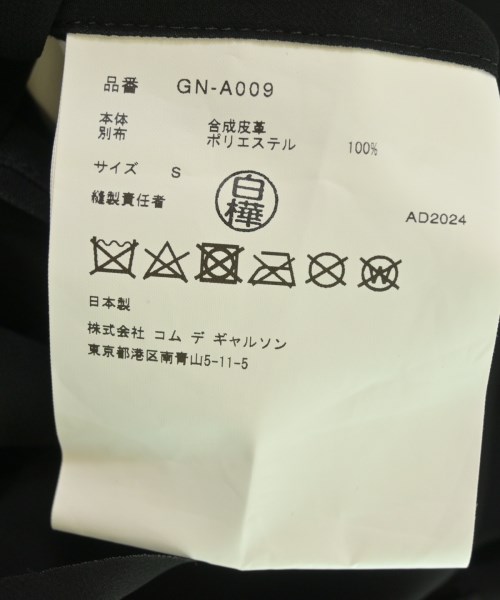 品番 GN-A009
本体 合成皮革
別布 ポリエステル 100%
サイズ S
縫製責任者 白樺
AD2024
日本製
株式会社 コム デ ギャルソン
東京都港区南青山5-11-5